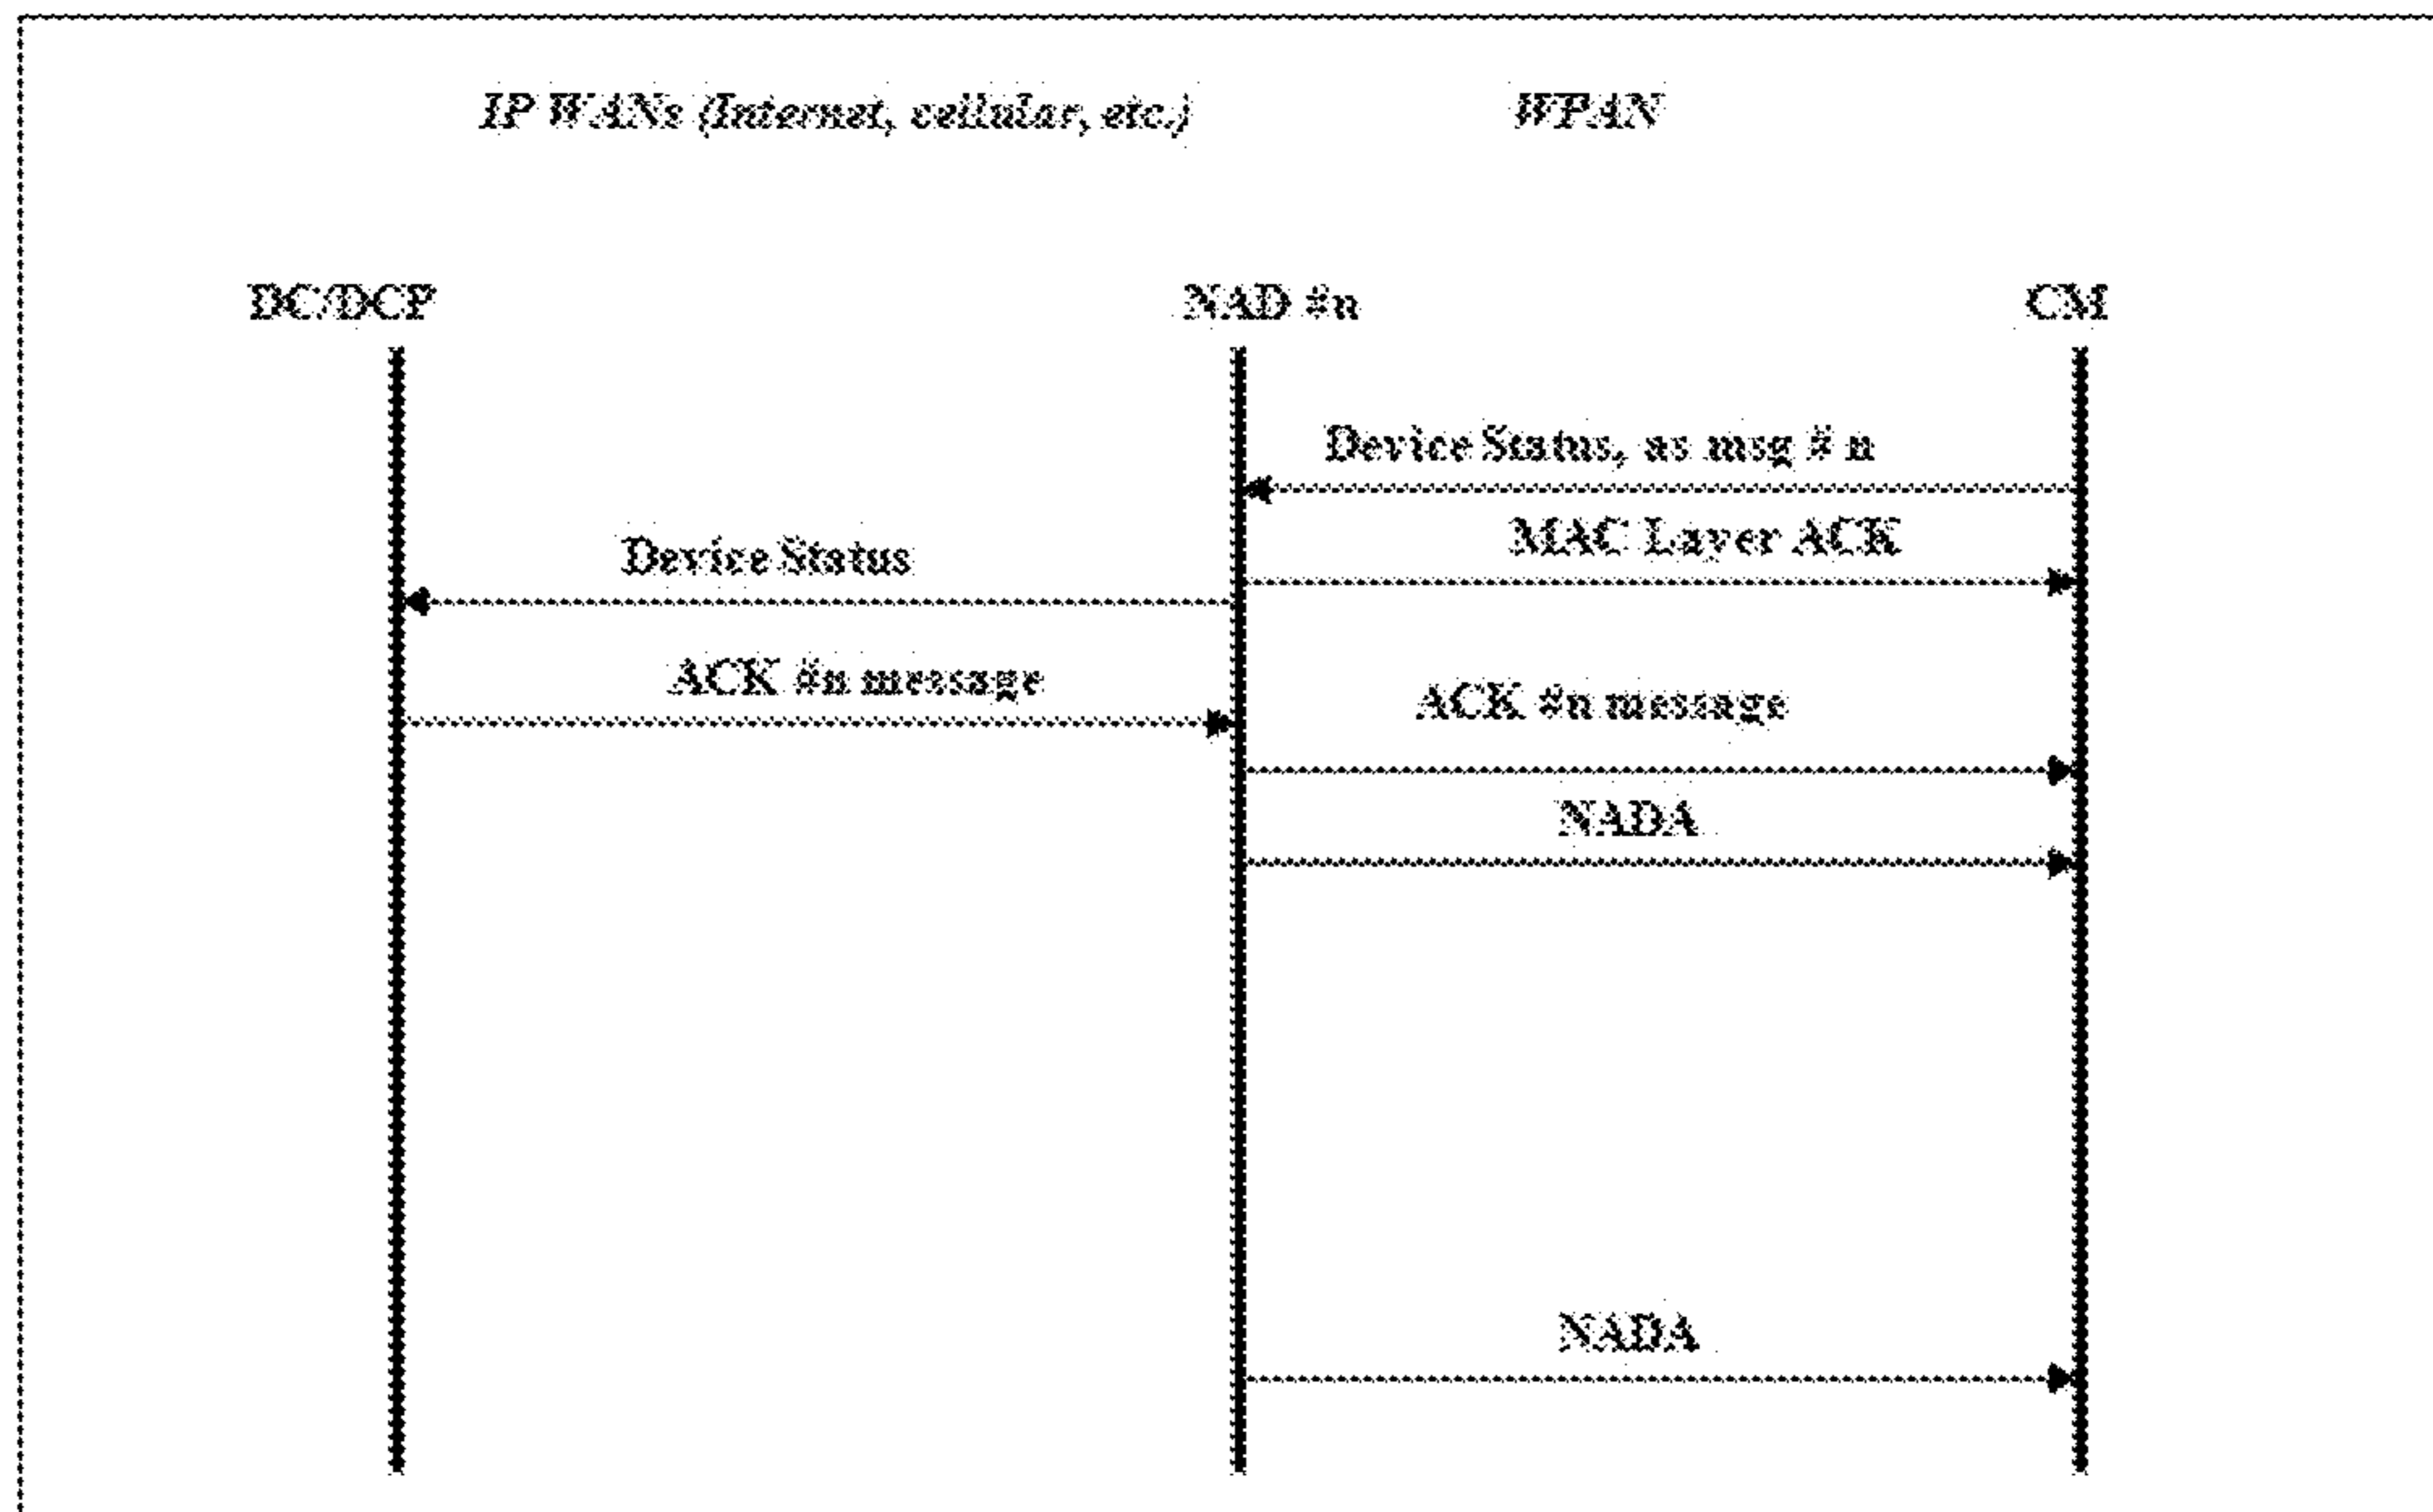 IP WANs (Internet, cellular, etc.) WPAN
DC/DCP NAD #n CM
Device Status, as msg # n
MAC Layer ACK
Device Status
ACK #n message
ACK #n message
NADA
NADA